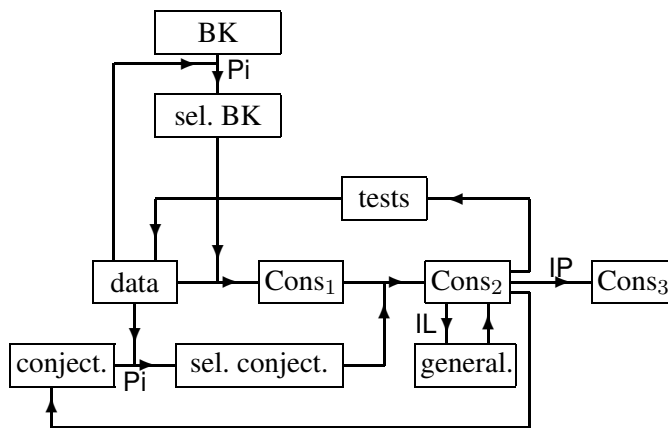 BK
Pi
sel. BK
tests
data
Cons₁
Cons₂
IP
Cons₃
IL
conject.
Pi
sel. conject.
general.